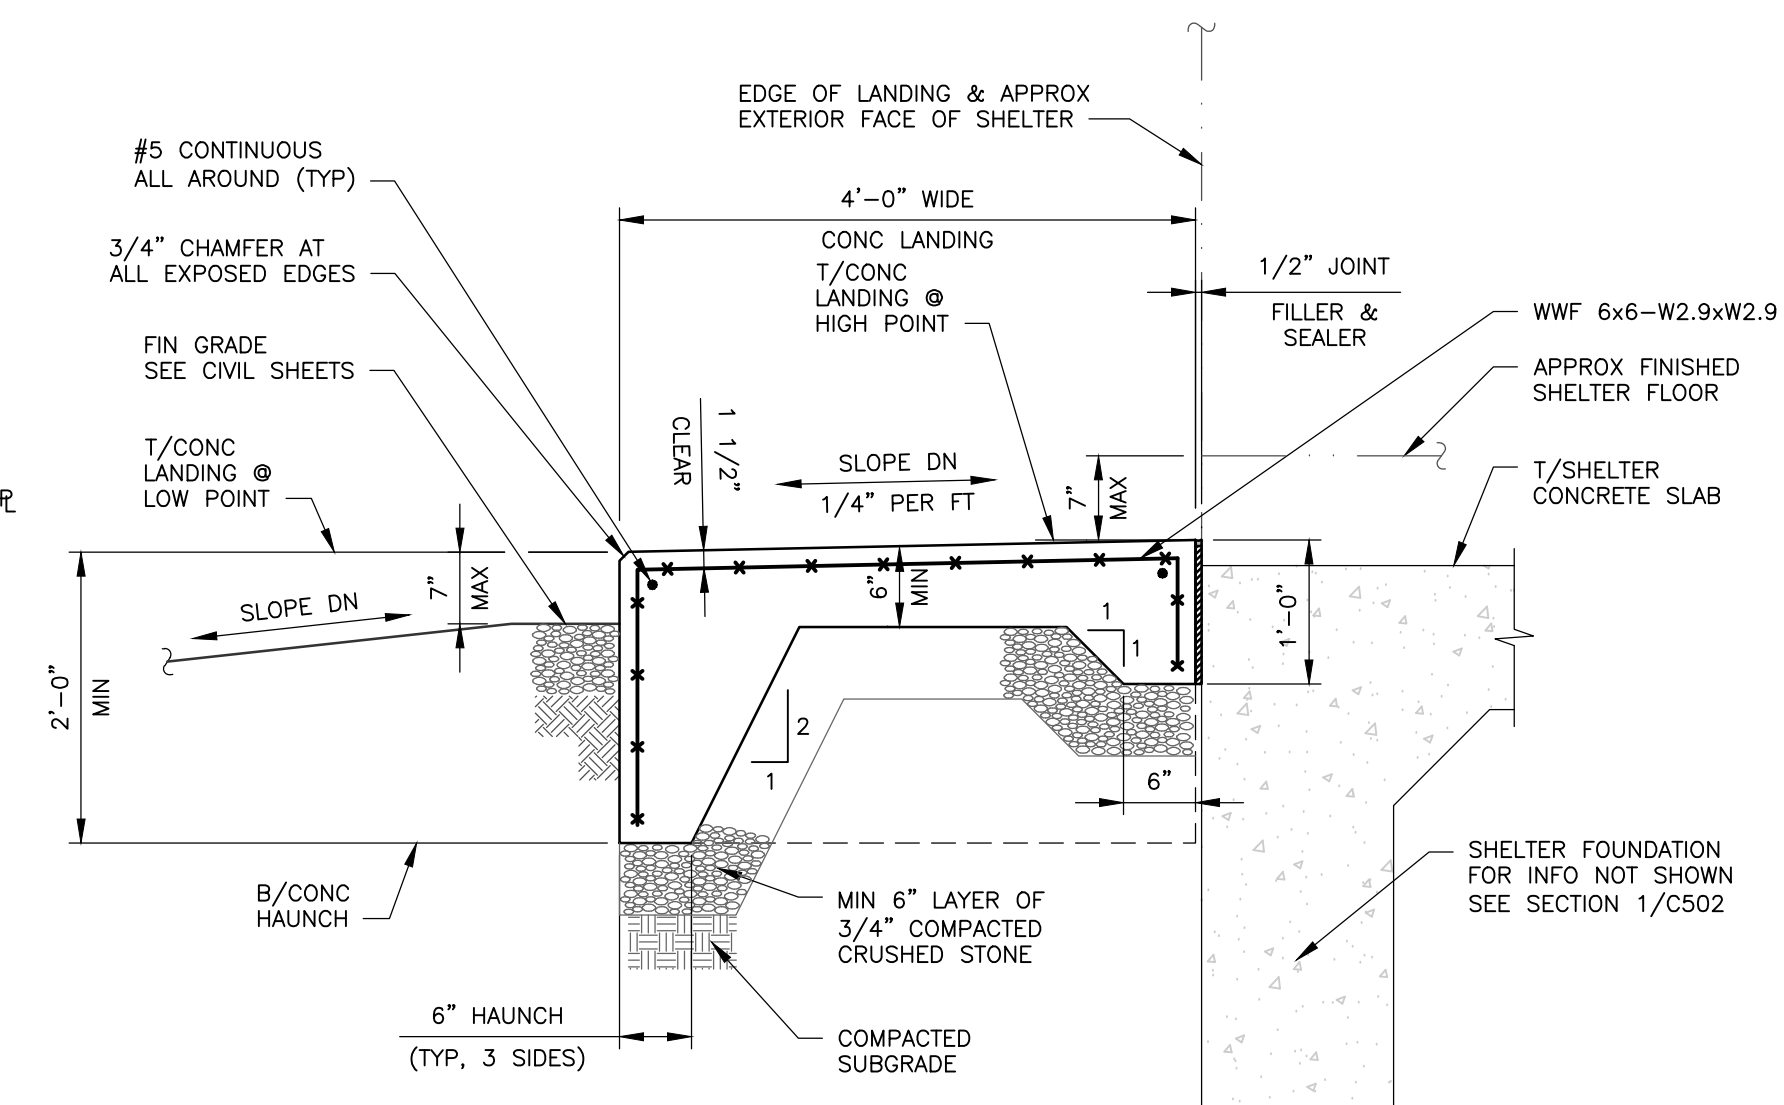 EDGE OF LANDING & APPROX
EXTERIOR FACE OF SHELTER
#5 CONTINUOUS
ALL AROUND (TYP)
4'-0" WIDE
CONC LANDING
3/4" CHAMFER AT
ALL EXPOSED EDGES
T/CONC
LANDING @
HIGH POINT
1/2" JOINT
FILLER &
SEALER
WWF 6x6-W2.9xW2.9
FIN GRADE
SEE CIVIL SHEETS
APPROX FINISHED
SHELTER FLOOR
1 1/2"
CLEAR
T/CONC
LANDING @
LOW POINT
SLOPE DN
1/4" PER FT
7"
MAX
T/SHELTER
CONCRETE SLAB
PL
7"
MAX
SLOPE DN
6"
MIN
1
1
1'-0"
2'-0"
MIN
2
1
6"
B/CONC
HAUNCH
MIN 6" LAYER OF
3/4" COMPACTED
CRUSHED STONE
SHELTER FOUNDATION
FOR INFO NOT SHOWN
SEE SECTION 1/C502
6" HAUNCH
(TYP, 3 SIDES)
COMPACTED
SUBGRADE